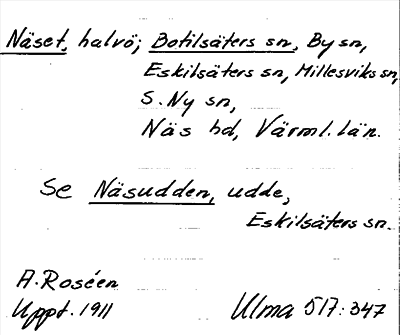 Näset, halvö; Botilsäters sn, By sn,
Eskilsäters sn, Millesviks sn,
S. Ny sn,
Näs hd, Värml. län.
Se Näsudden, udde,
Eskilsäters sn.
A. Roséen
Uppt. 1911
Ulma 517:347